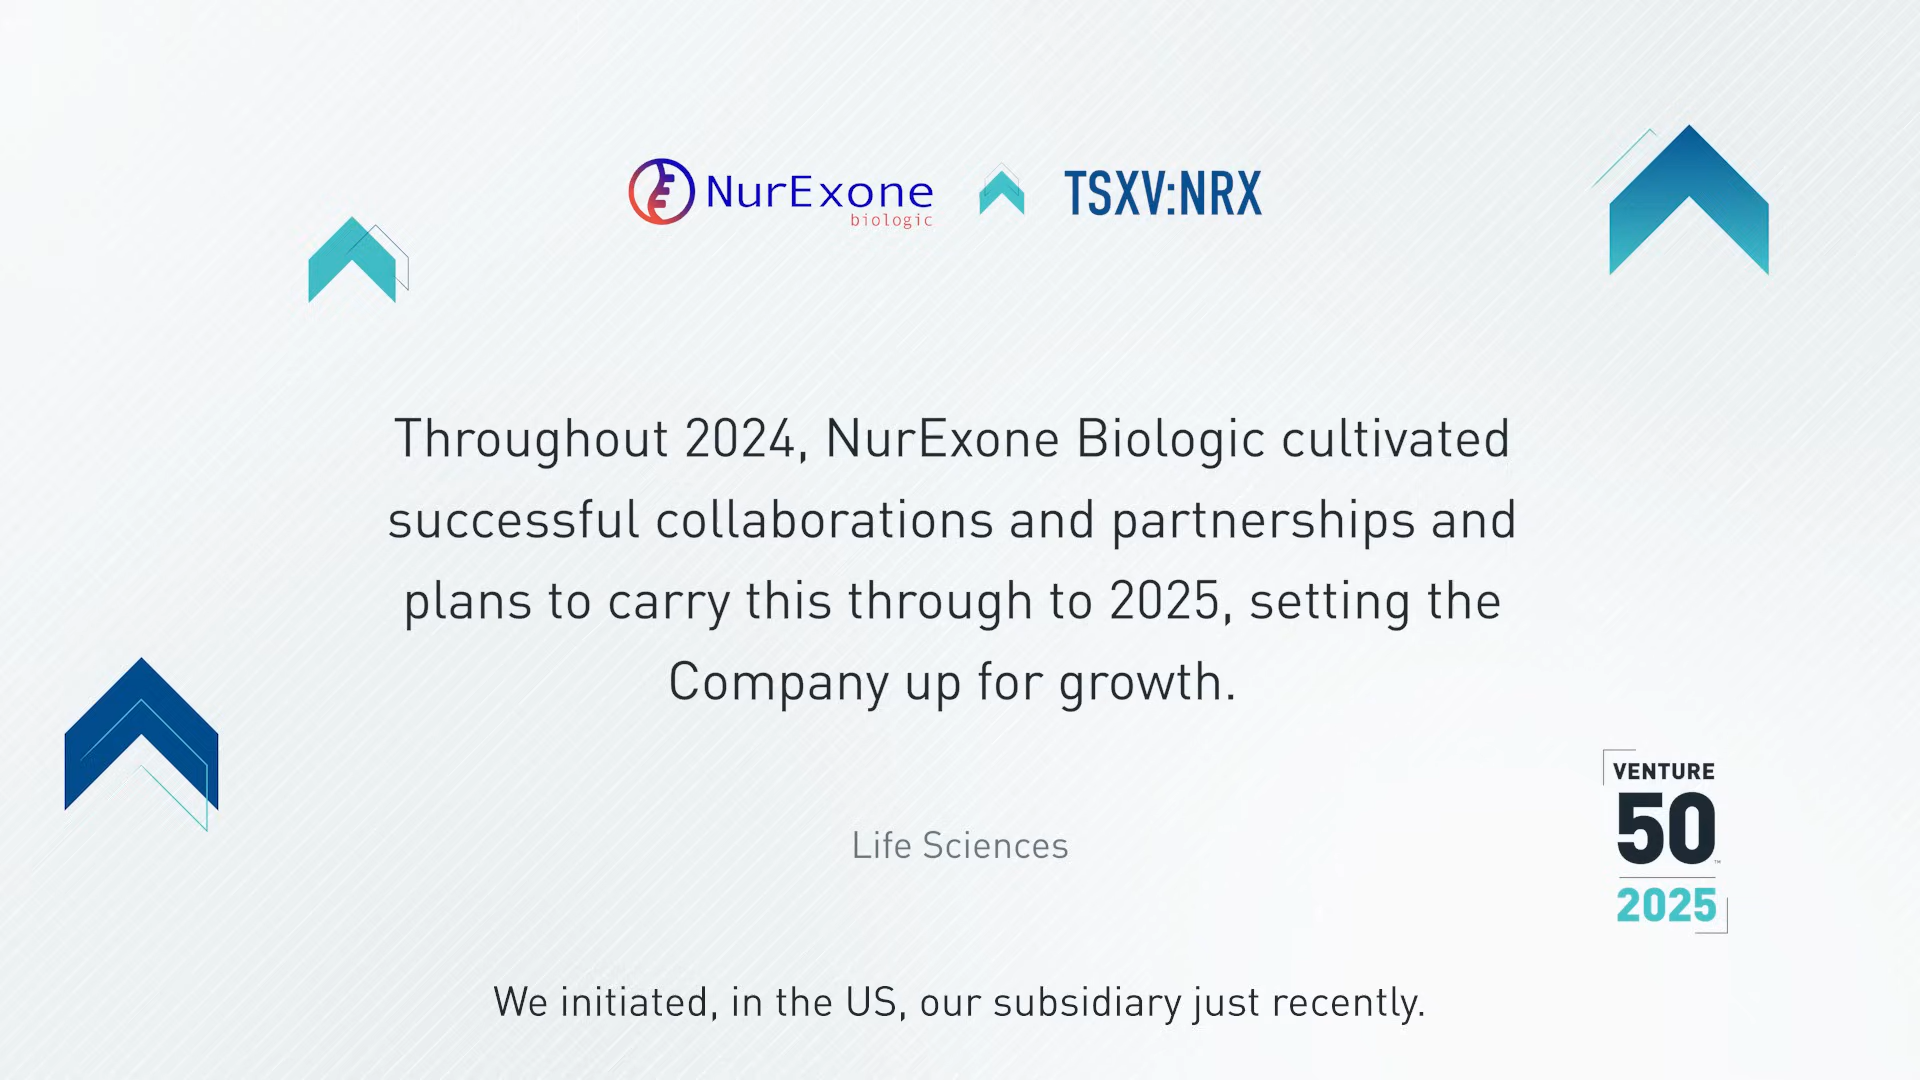 NurExone
biologic
TSXV:NRX
Throughout 2024, NurExone Biologic cultivated
successful collaborations and partnerships and
plans to carry this through to 2025, setting the
Company up for growth.
Life Sciences
VENTURE
50™
2025
We initiated, in the US, our subsidiary just recently.